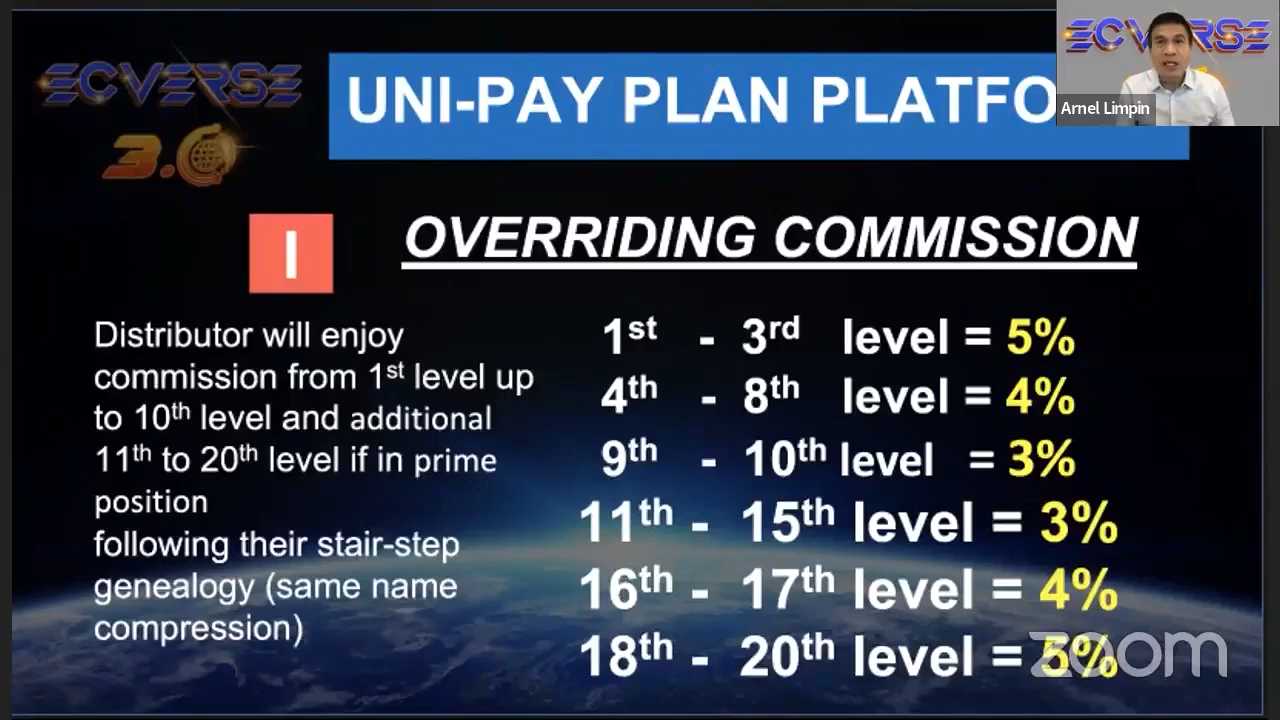 ECVERSE
3.0
UNI-PAY PLAN PLATFO
ECVERSE
Arnel Limpin
I
OVERRIDING COMMISSION
Distributor will enjoy
commission from 1st level up
to 10th level and additional
11th to 20th level if in prime
position
following their stair-step
genealogy (same name
compression)
1st - 3rd level = 5%
4th - 8th level = 4%
9th - 10th level = 3%
11th - 15th level = 3%
16th - 17th level = 4%
18th - 20th level = 5%
zoom